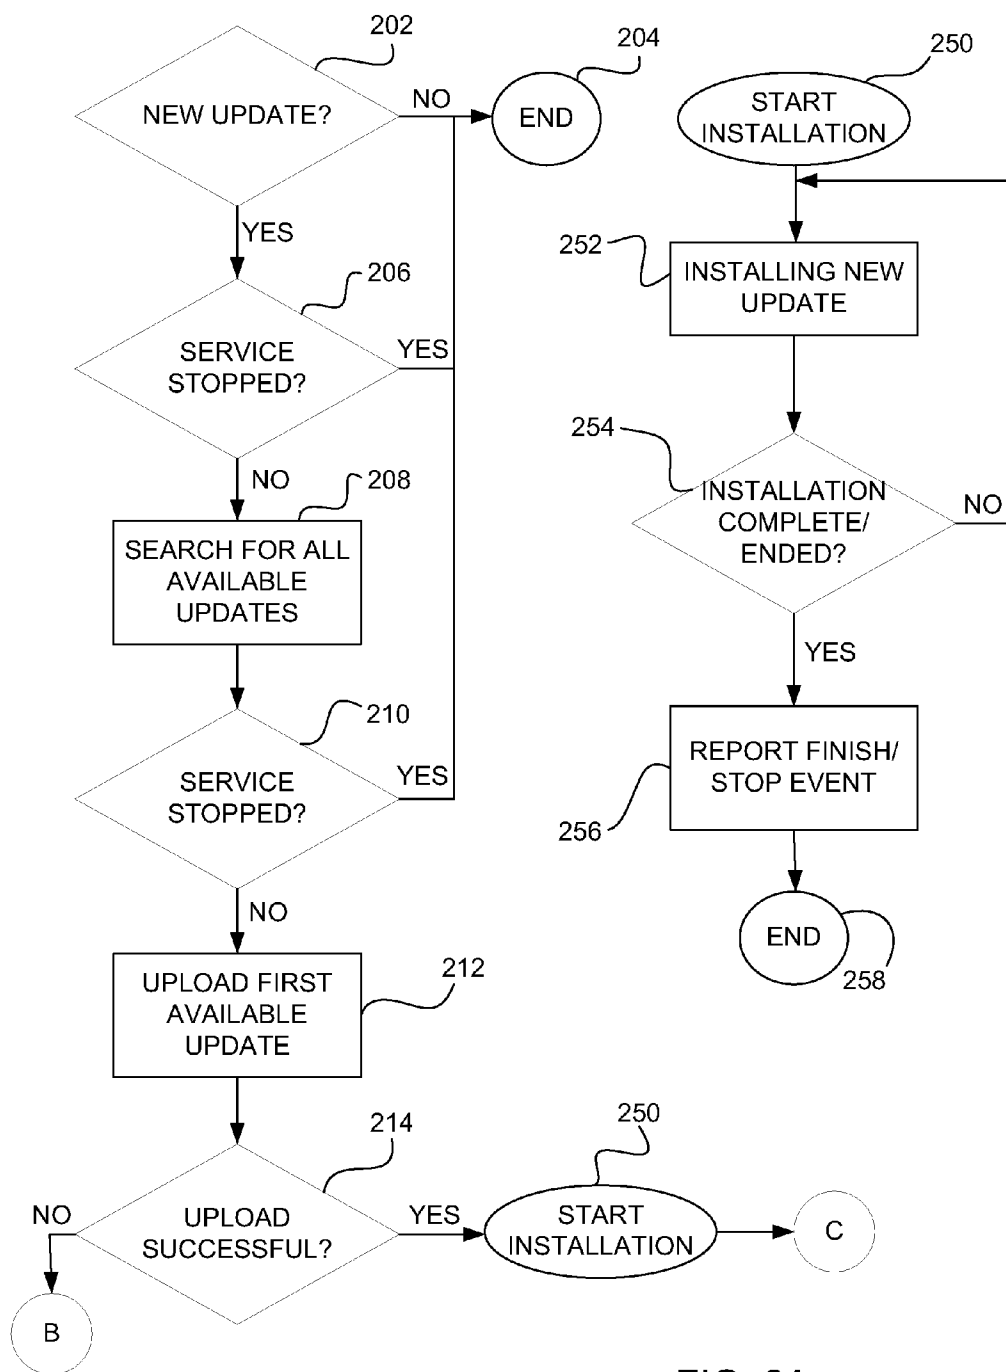 202
NEW UPDATE?
NO
204
END
YES
206
SERVICE
STOPPED?
YES
NO
208
SEARCH FOR ALL
AVAILABLE
UPDATES
210
SERVICE
STOPPED?
YES
NO
212
UPLOAD FIRST
AVAILABLE
UPDATE
214
UPLOAD
SUCCESSFUL?
NO
B
YES
250
START
INSTALLATION
C
250
START
INSTALLATION
252
INSTALLING NEW
UPDATE
254
INSTALLATION
COMPLETE/
ENDED?
NO
YES
REPORT FINISH/
STOP EVENT
256
END
258